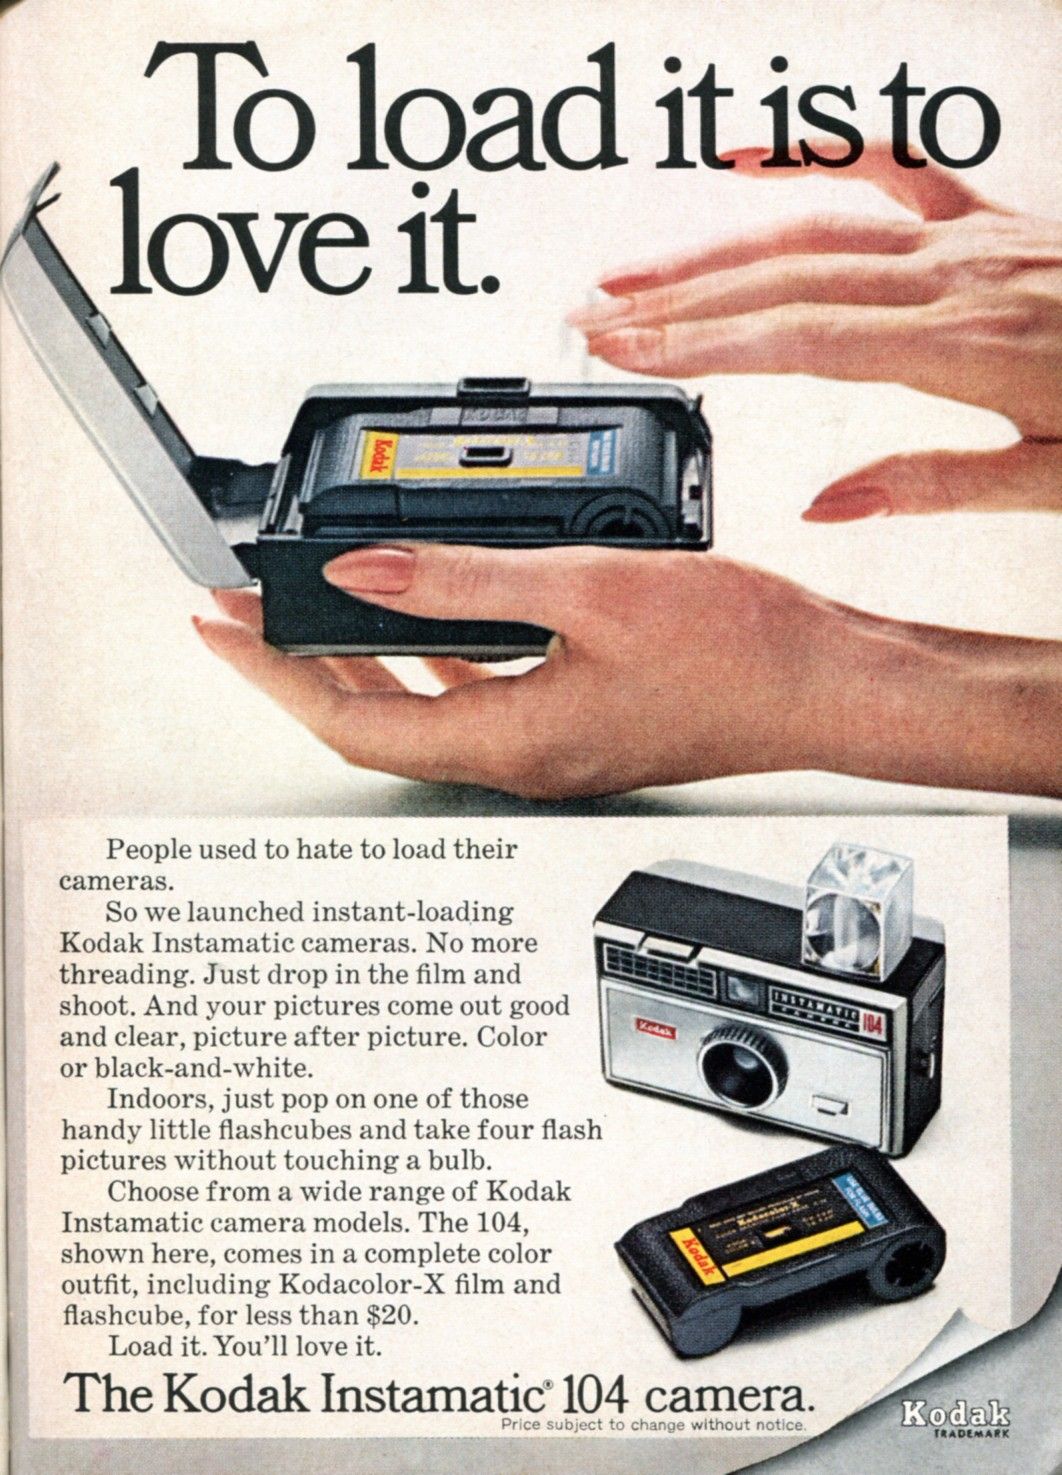 To load it is to
love it.
KODAK
Kodak
People used to hate to load their
cameras.
So we launched instant-loading
Kodak Instamatic cameras. No more
threading. Just drop in the film and
shoot. And your pictures come out good
and clear, picture after picture. Color
or black-and-white.
Indoors, just pop on one of those
handy little flashcubes and take four flash
pictures without touching a bulb.
Choose from a wide range of Kodak
Instamatic camera models. The 104,
shown here, comes in a complete color
outfit, including Kodacolor-X film and
flashcube, for less than $20.
Load it. You'll love it.
INSTAMATIC
CAMERA
104
Kodak
Kodacolor-X
Kodak
The Kodak Instamatic® 104 camera.
Price subject to change without notice.
Kodak
TRADEMARK